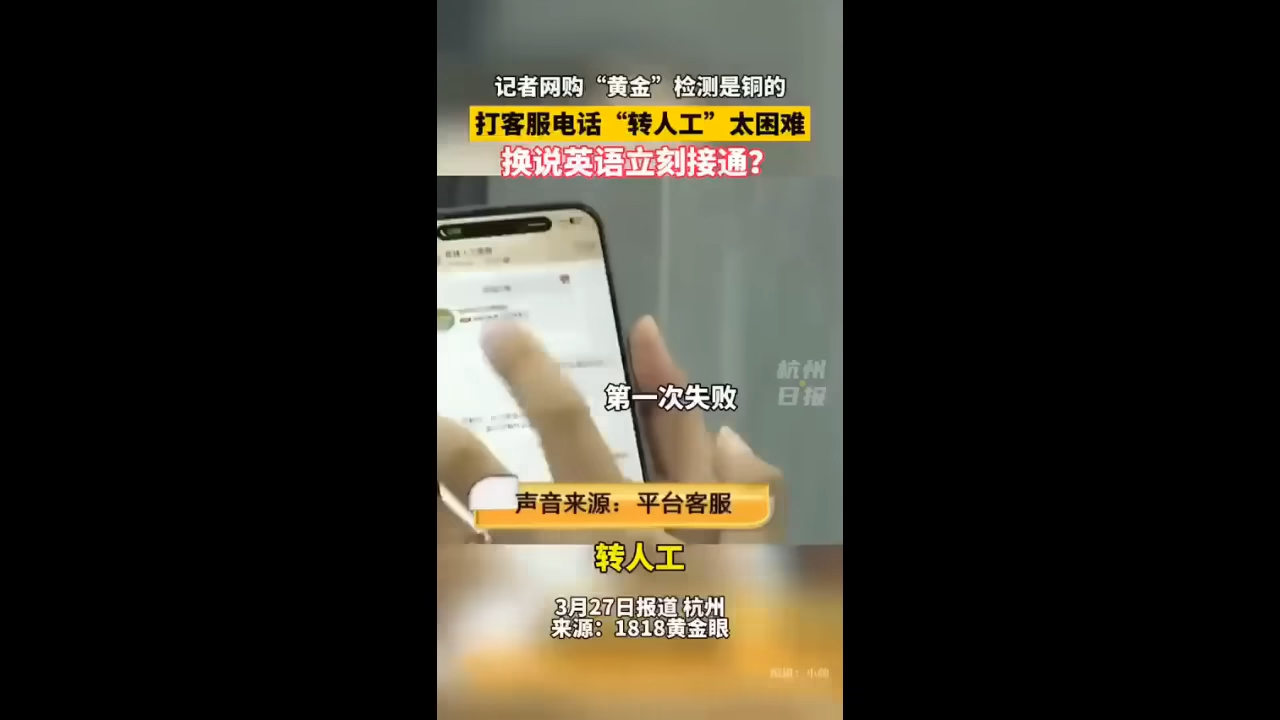 记者网购“黄金”检测是铜的
打客服电话“转人工”太困难
换说英语立刻接通？
第一次失败
杭州
日报
声音来源：平台客服
转人工
3月27日报道 杭州
来源：1818黄金眼